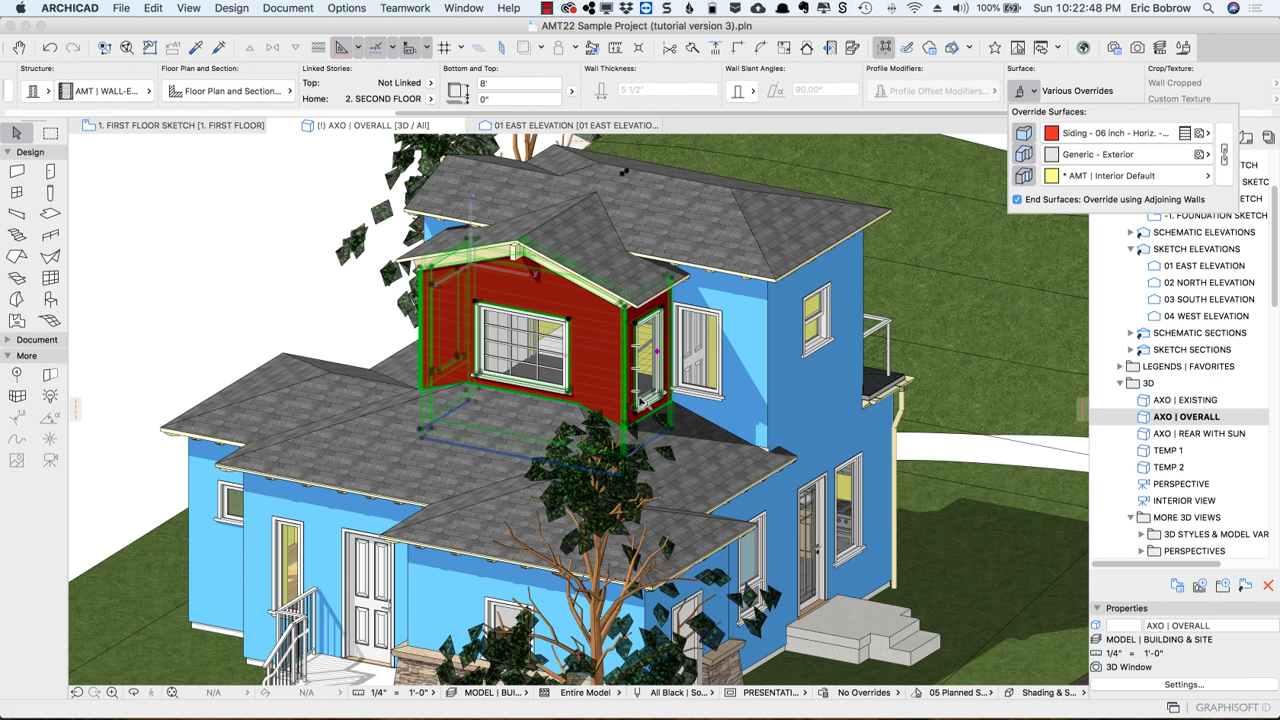 ARCHICAD File Edit View Design Document Options Teamwork Window Help 100% Sun 10:22:48 PM Eric Bobrow
AMT22 Sample Project (tutorial version 3).pln
Structure: Floor Plan and Section: Linked Stories: Bottom and Top: Wall Thickness: Wall Slant Angles: Profile Modifiers: Surface: Crop/Texture:
Top: Not Linked 8' 5 1/2" 90.00° Wall Cropped
AMT | WALL-E... Floor Plan and Section... Profile Offset Modifiers... Various Overrides
Home: 2. SECOND FLOOR 0" Custom Texture
Override Surfaces:
1. FIRST FLOOR SKETCH [1. FIRST FLOOR] (!) AXO | OVERALL [3D / All] 01 EAST ELEVATION [01 EAST ELEVATIO...
Siding - 06 inch - Horiz. -...
Design
Generic - Exterior
* AMT | Interior Default
End Surfaces: Override using Adjoining Walls
-1. FOUNDATION SKETCH
SCHEMATIC ELEVATIONS
SKETCH ELEVATIONS
01 EAST ELEVATION
02 NORTH ELEVATION
03 SOUTH ELEVATION
04 WEST ELEVATION
Document
SCHEMATIC SECTIONS
More
SKETCH SECTIONS
LEGENDS | FAVORITES
3D
AXO | EXISTING
AXO | OVERALL
AXO | REAR WITH SUN
TEMP 1
TEMP 2
PERSPECTIVE
INTERIOR VIEW
MORE 3D VIEWS
3D STYLES & MODEL VAR
PERSPECTIVES
Properties
AXO | OVERALL
MODEL | BUILDING & SITE
1/4" = 1'-0"
3D Window
Settings...
N/A N/A 1/4" = 1'-0" MODEL | BUI... Entire Model All Black | So... PRESENTATI... No Overrides 05 Planned S... Shading & S...
GRAPHISOFT ID